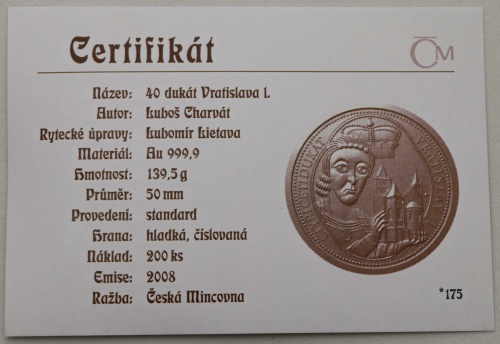 Certifikát
ČM
Název: 40 dukát Vratislava I.
Autor: Luboš Charvát
Rytecké úpravy: Lubomír Lietava
Materiál: Au 999,9
Hmotnost: 139,5 g
Průměr: 50 mm
Provedení: standard
Hrana: hladká, číslovaná
Náklad: 200 ks
Emise: 2008
Ražba: Česká Mincovna
*175